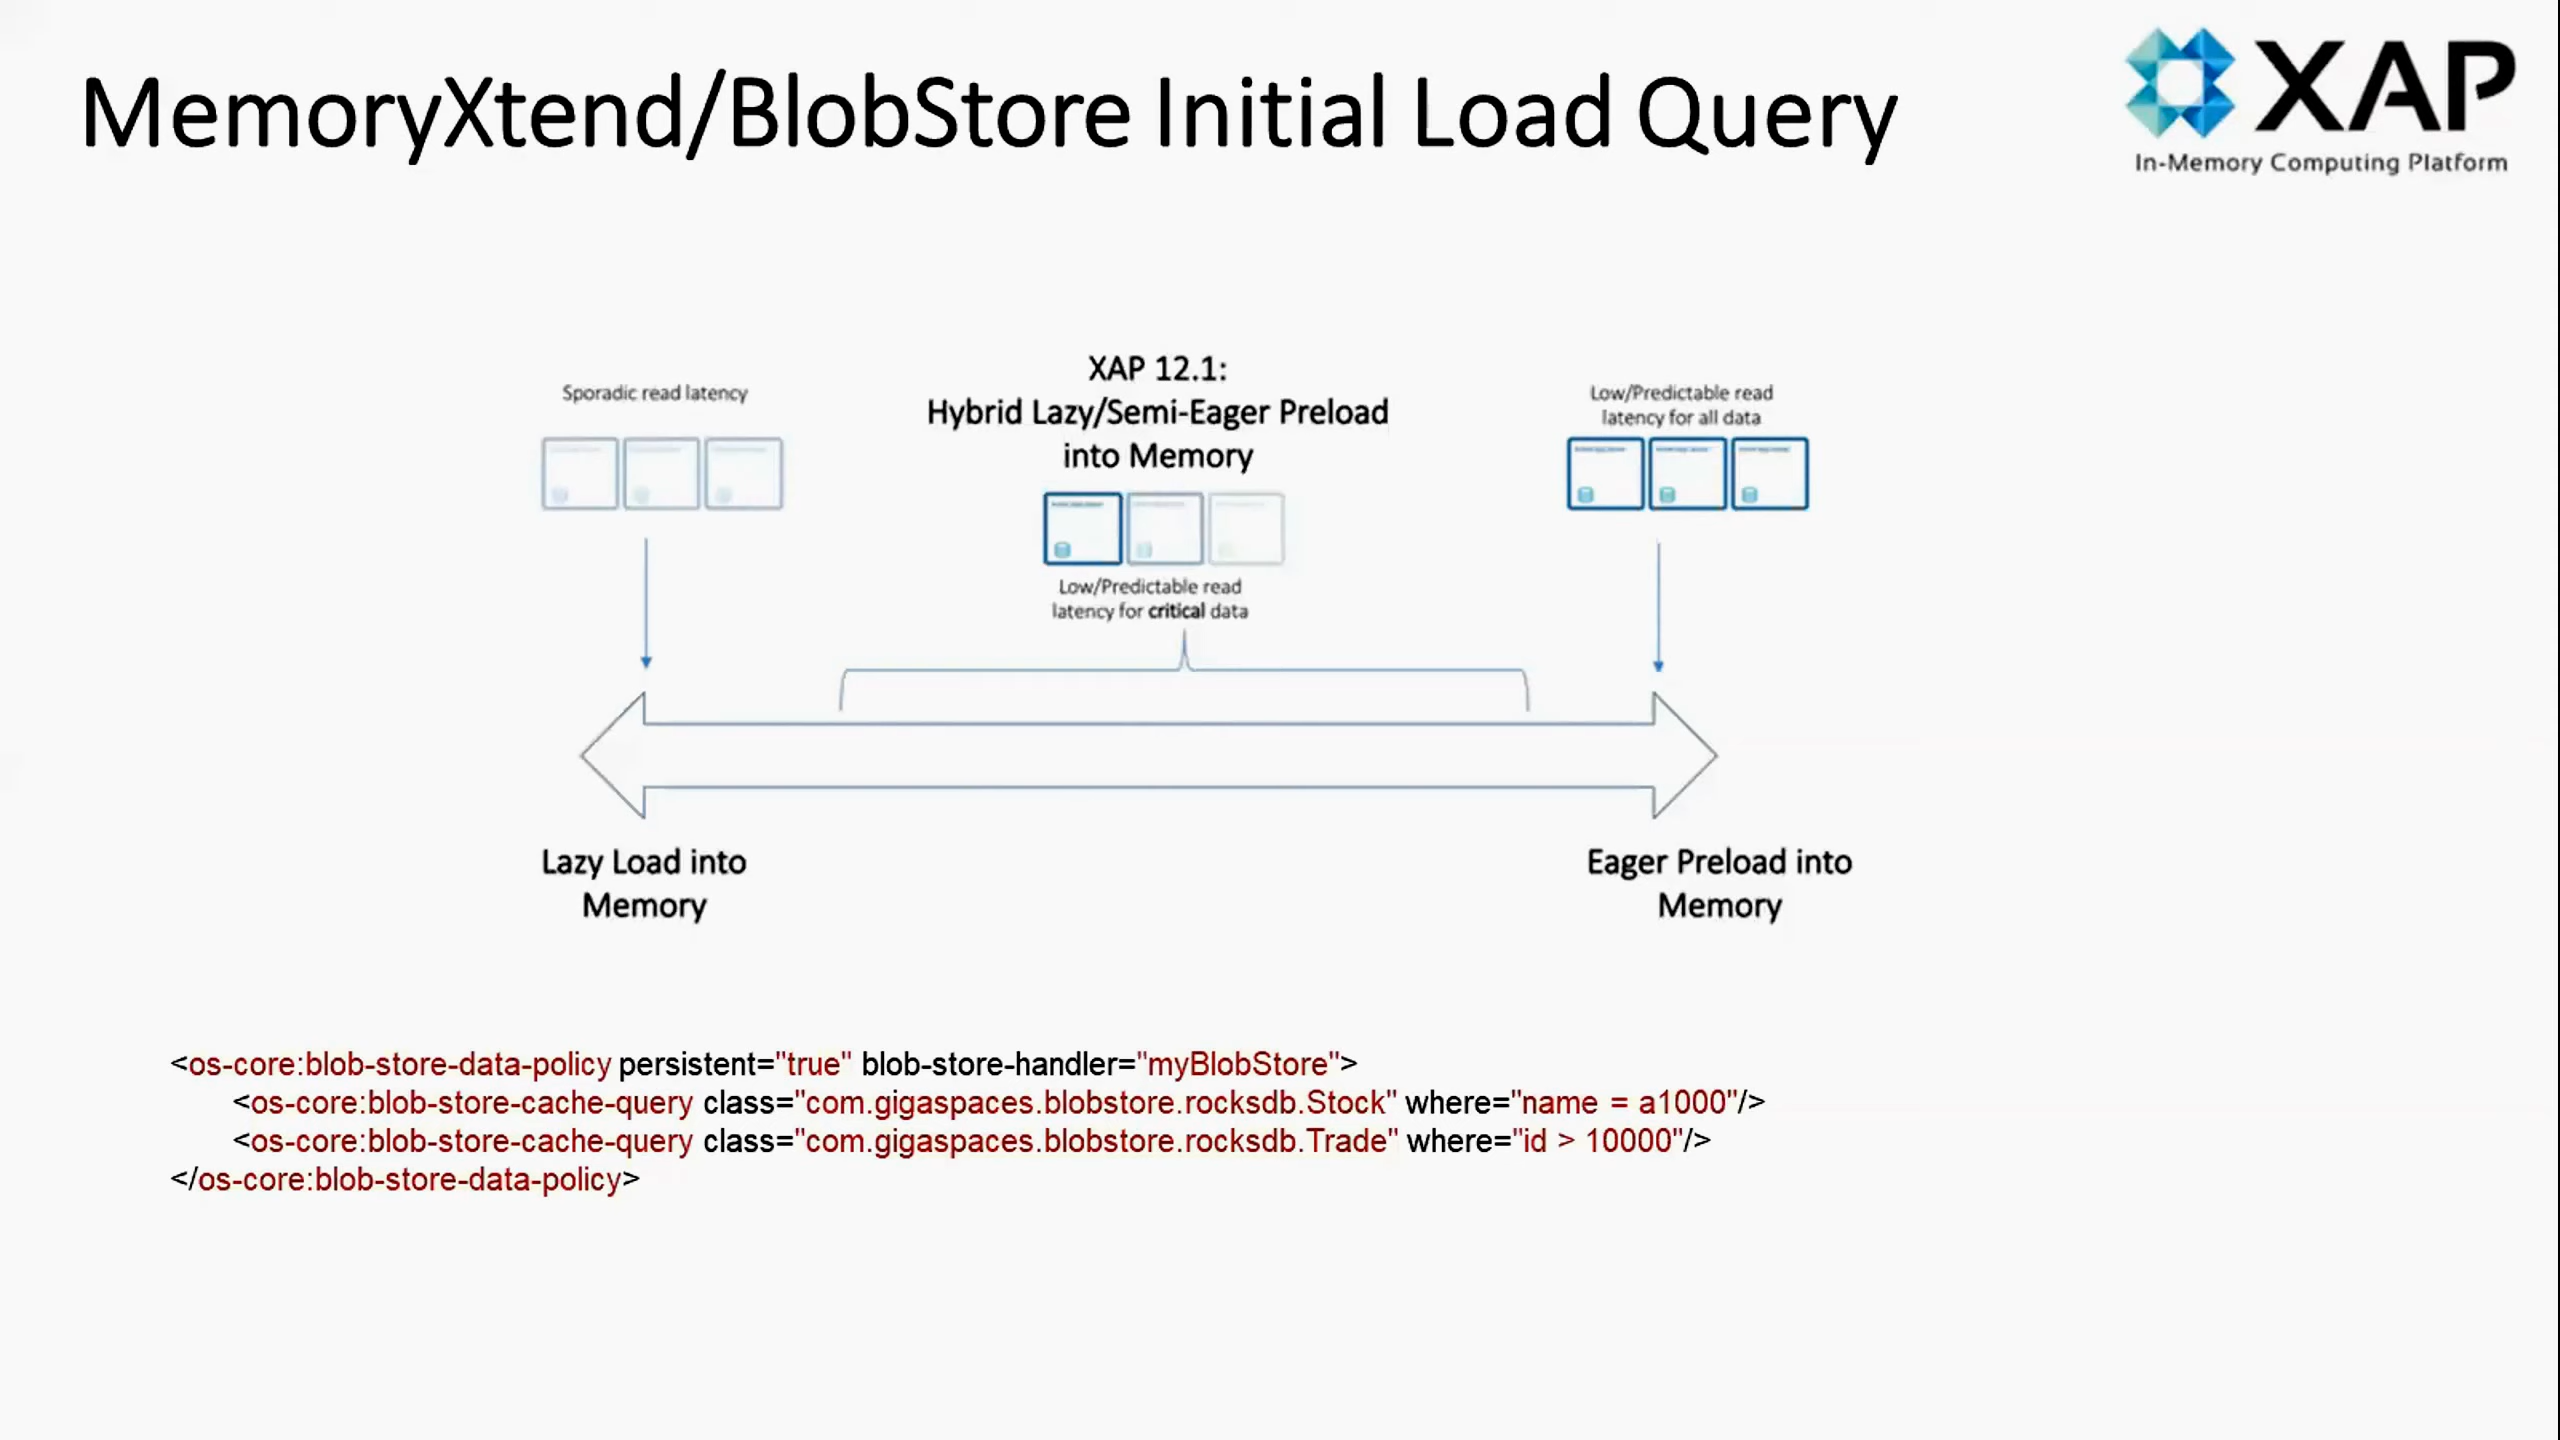 MemoryXtend/BlobStore Initial Load Query
XAP
In-Memory Computing Platform
Sporadic read latency
XAP 12.1:
Hybrid Lazy/Semi-Eager Preload
into Memory
Low/Predictable read
latency for critical data
Low/Predictable read
latency for all data
Lazy Load into
Memory
Eager Preload into
Memory
<os-core:blob-store-data-policy persistent="true" blob-store-handler="myBlobStore">
<os-core:blob-store-cache-query class="com.gigaspaces.blobstore.rocksdb.Stock" where="name = a1000"/>
<os-core:blob-store-cache-query class="com.gigaspaces.blobstore.rocksdb.Trade" where="id > 10000"/>
</os-core:blob-store-data-policy>